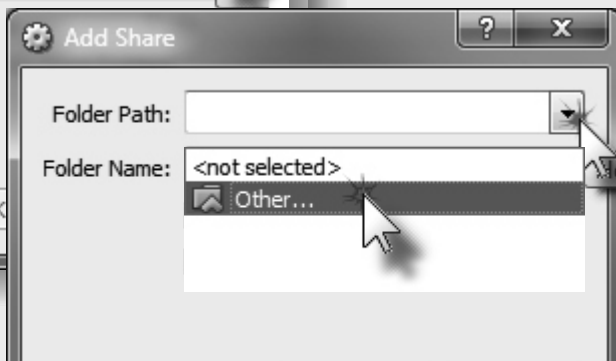 Add Share
?
X
Folder Path:
Folder Name:
<not selected>
Other...